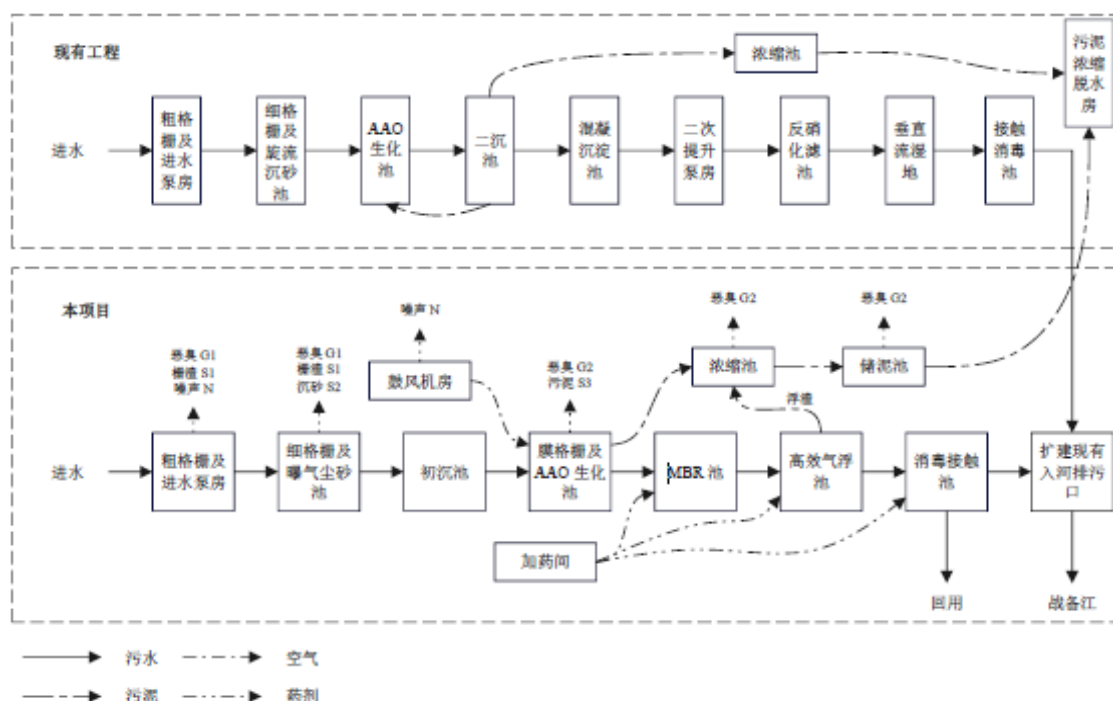 现有工程
浓缩池
污泥
浓缩
脱水
房
进水
粗格
栅及
进水
泵房
细格
栅及
旋流
沉砂
池
AAO
生化
池
二沉
池
混凝
沉淀
池
二次
提升
泵房
反硝
化滤
池
垂直
流湿
地
接触
消毒
池
本项目
恶臭 G1
栅渣 S1
噪声 N
恶臭 G1
栅渣 S1
沉砂 S2
噪声 N
鼓风机房
恶臭 G2
污泥 S3
恶臭 G2
浓缩池
恶臭 G2
储泥池
浮渣
进水
粗格栅及
进水泵房
细格栅及
曝气尘砂
池
初沉池
膜格栅及
AAO 生化
池
MBR 池
高效气浮
池
消毒接触
池
扩建现有
入河排污
口
加药间
回用
战备江
污水
空气
污泥
药剂